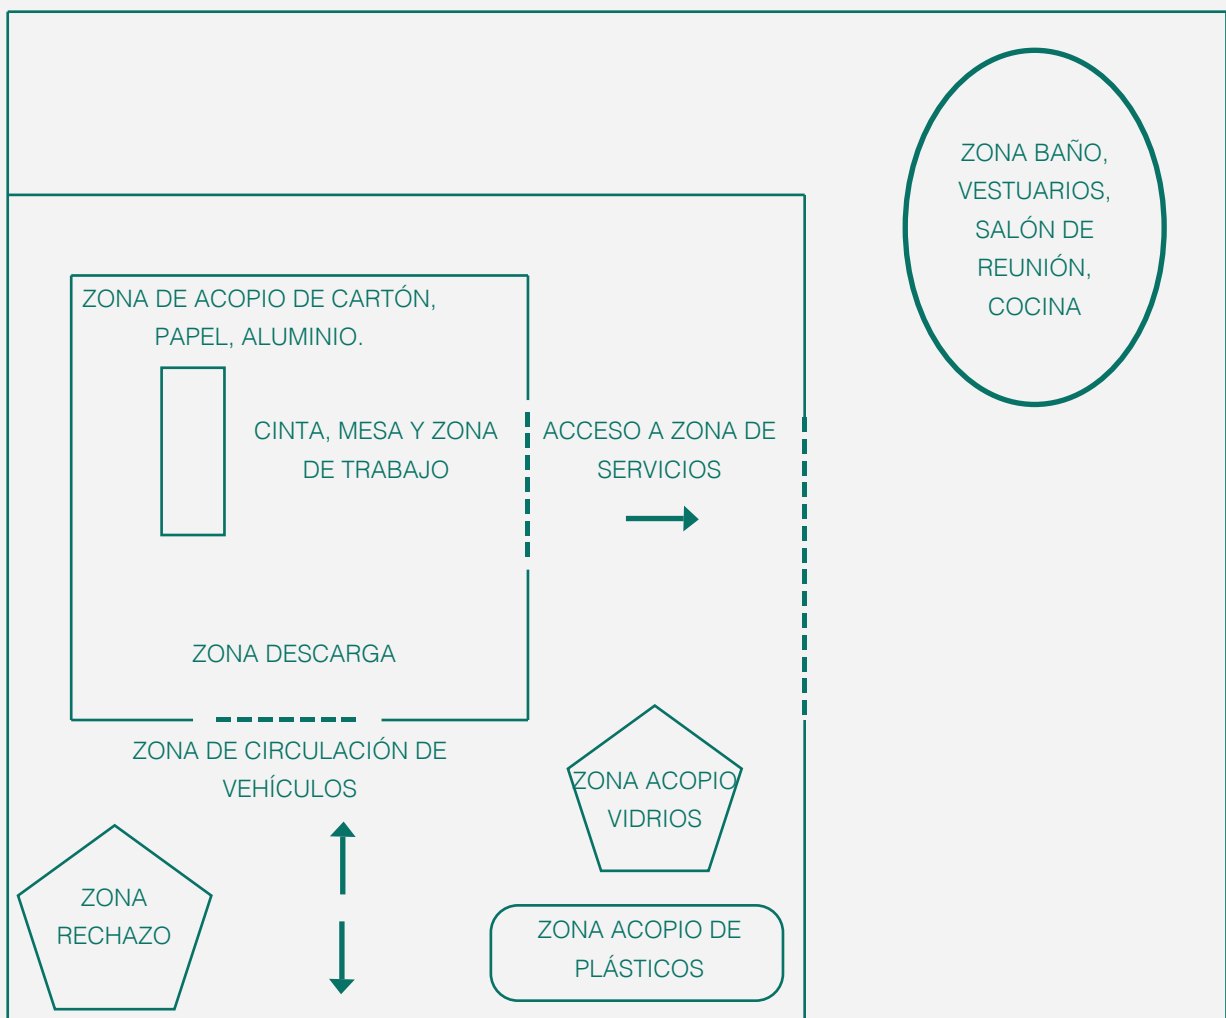 ZONA BAÑO,
VESTUARIOS,
SALÓN DE
REUNIÓN,
COCINA
ZONA DE ACOPIO DE CARTÓN,
PAPEL, ALUMINIO.
CINTA, MESA Y ZONA
DE TRABAJO
ACCESO A ZONA DE
SERVICIOS
ZONA DESCARGA
ZONA DE CIRCULACIÓN DE
VEHÍCULOS
ZONA ACOPIO
VIDRIOS
ZONA
RECHAZO
ZONA ACOPIO DE
PLÁSTICOS